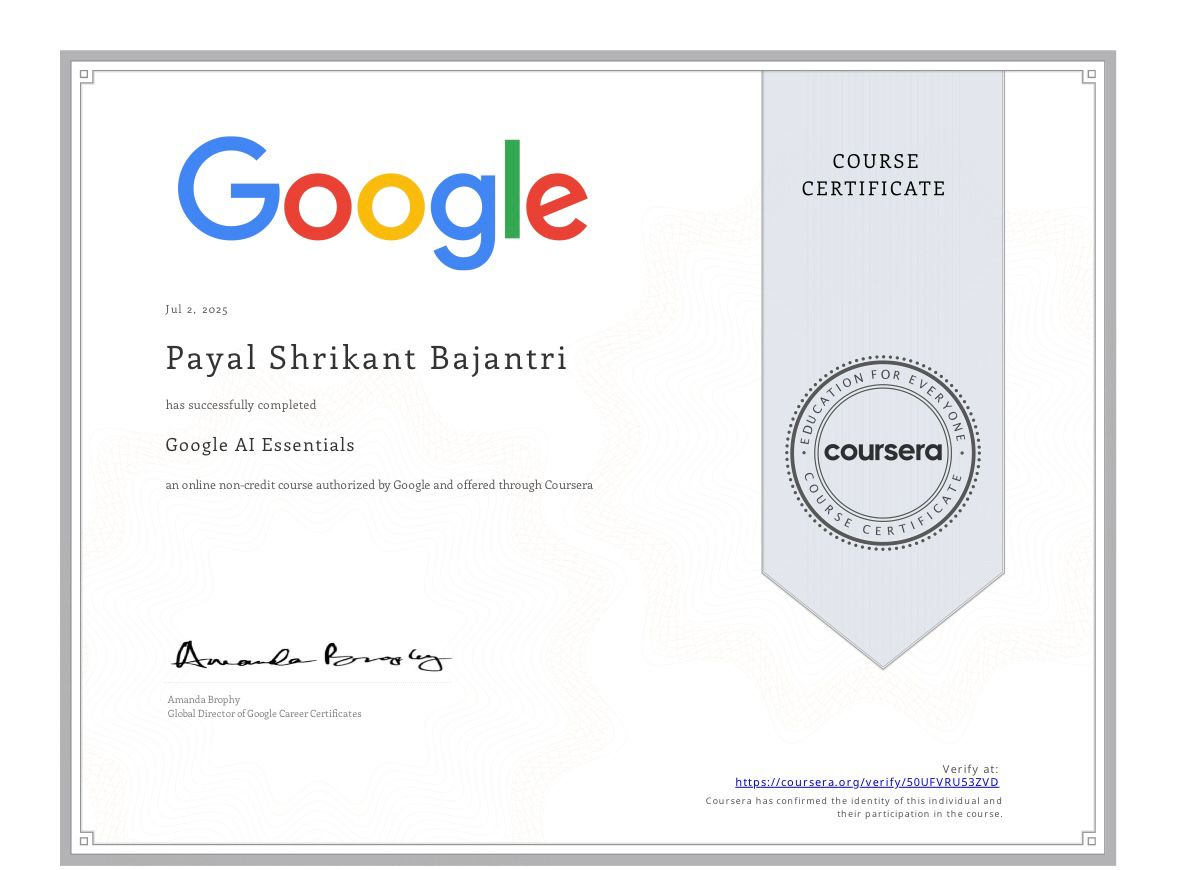 Google
COURSE
CERTIFICATE
Jul 2, 2025
Payal Shrikant Bajantri
has successfully completed
Google AI Essentials
an online non-credit course authorized by Google and offered through Coursera
EDUCATION FOR EVERYONE
coursera
COURSE CERTIFICATE
Amanda Brophy
Amanda Brophy
Global Director of Google Career Certificates
Verify at:
https://coursera.org/verify/50UFVRU53ZVD
Coursera has confirmed the identity of this individual and
their participation in the course.